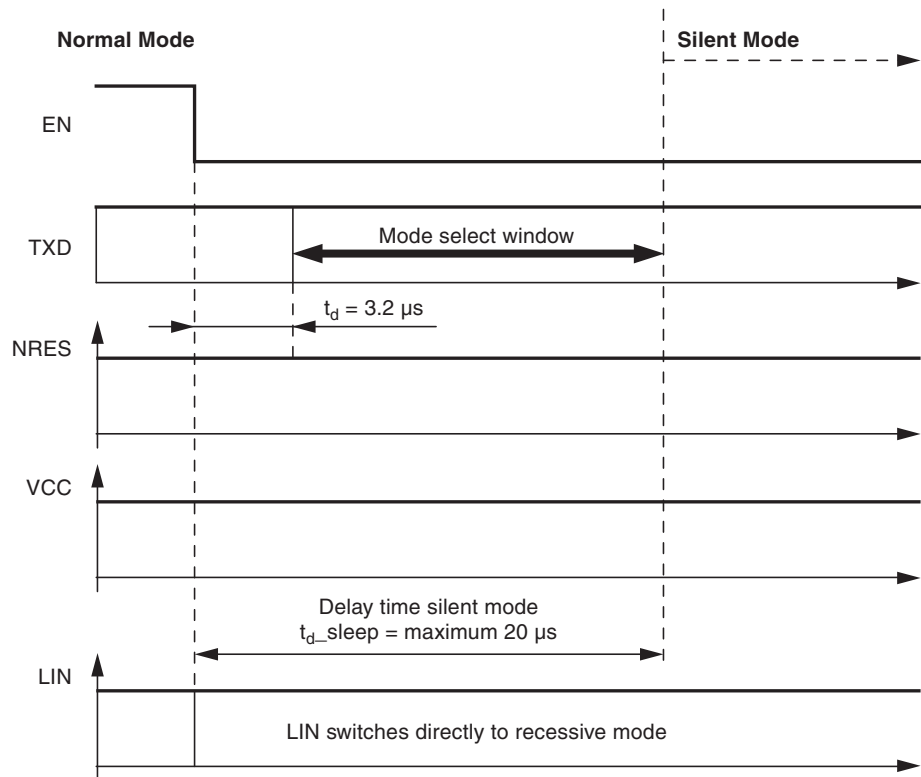 Normal Mode
Silent Mode
EN
TXD
Mode select window
t_d = 3.2 µs
NRES
VCC
Delay time silent mode
t_d_sleep = maximum 20 µs
LIN
LIN switches directly to recessive mode